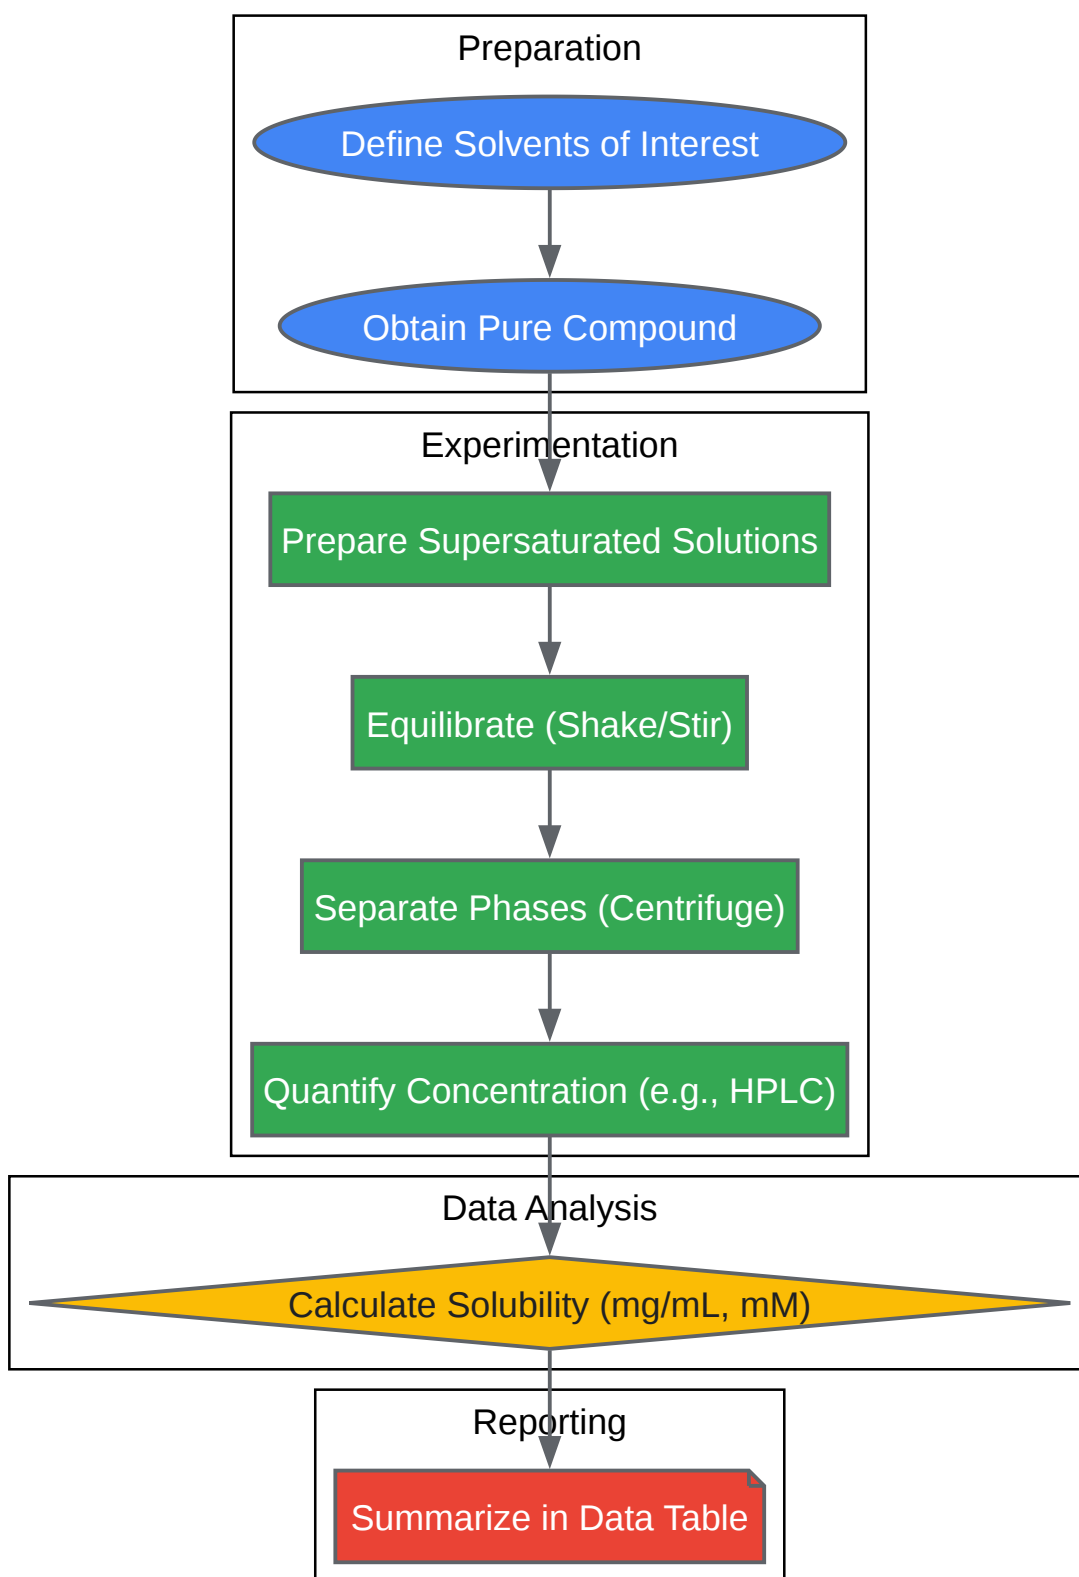 Preparation
Define Solvents of Interest
Obtain Pure Compound
Experimentation
Prepare Supersaturated Solutions
Equilibrate (Shake/Stir)
Separate Phases (Centrifuge)
Quantify Concentration (e.g., HPLC)
Data Analysis
Calculate Solubility (mg/mL, mM)
Reporting
Summarize in Data Table